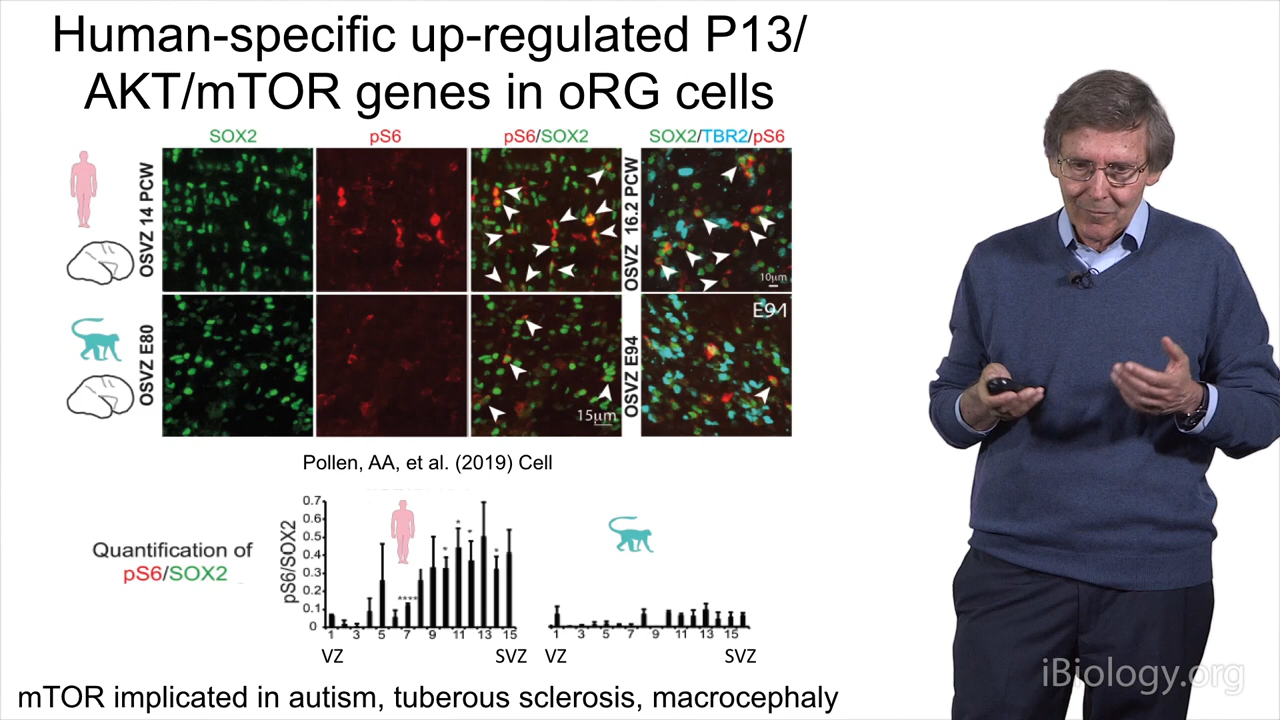 Human-specific up-regulated P13/
AKT/mTOR genes in oRG cells
SOX2 pS6 pS6/SOX2 SOX2/TBR2/pS6
OSVZ 14 PCW
OSVZ 16.2 PCW
10µm
OSVZ E80
15µm
OSVZ E94
E91
Pollen, AA, et al. (2019) Cell
Quantification of
pS6/SOX2
pS6/SOX2
0.7
0.6
0.5
0.4
0.3
0.2
0.1
0
* * * *
****
1 3 5 7 9 11 13 15
1 3 5 7 9 11 13 15
VZ SVZ VZ SVZ
mTOR implicated in autism, tuberous sclerosis, macrocephaly
iBiology.org